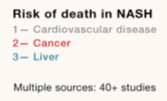 Risk of death in NASH
1— Cardiovascular disease
2— Cancer
3— Liver
Multiple sources: 40+ studies